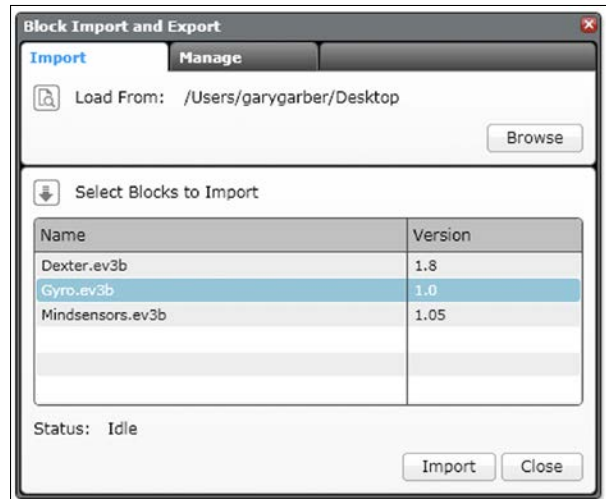 Block Import and Export
Import Manage
Load From: /Users/garygarber/Desktop
Browse
Select Blocks to Import
Name Version
Dexter.ev3b 1.8
Gyro.ev3b 1.0
Mindsensors.ev3b 1.05
Status: Idle
Import Close